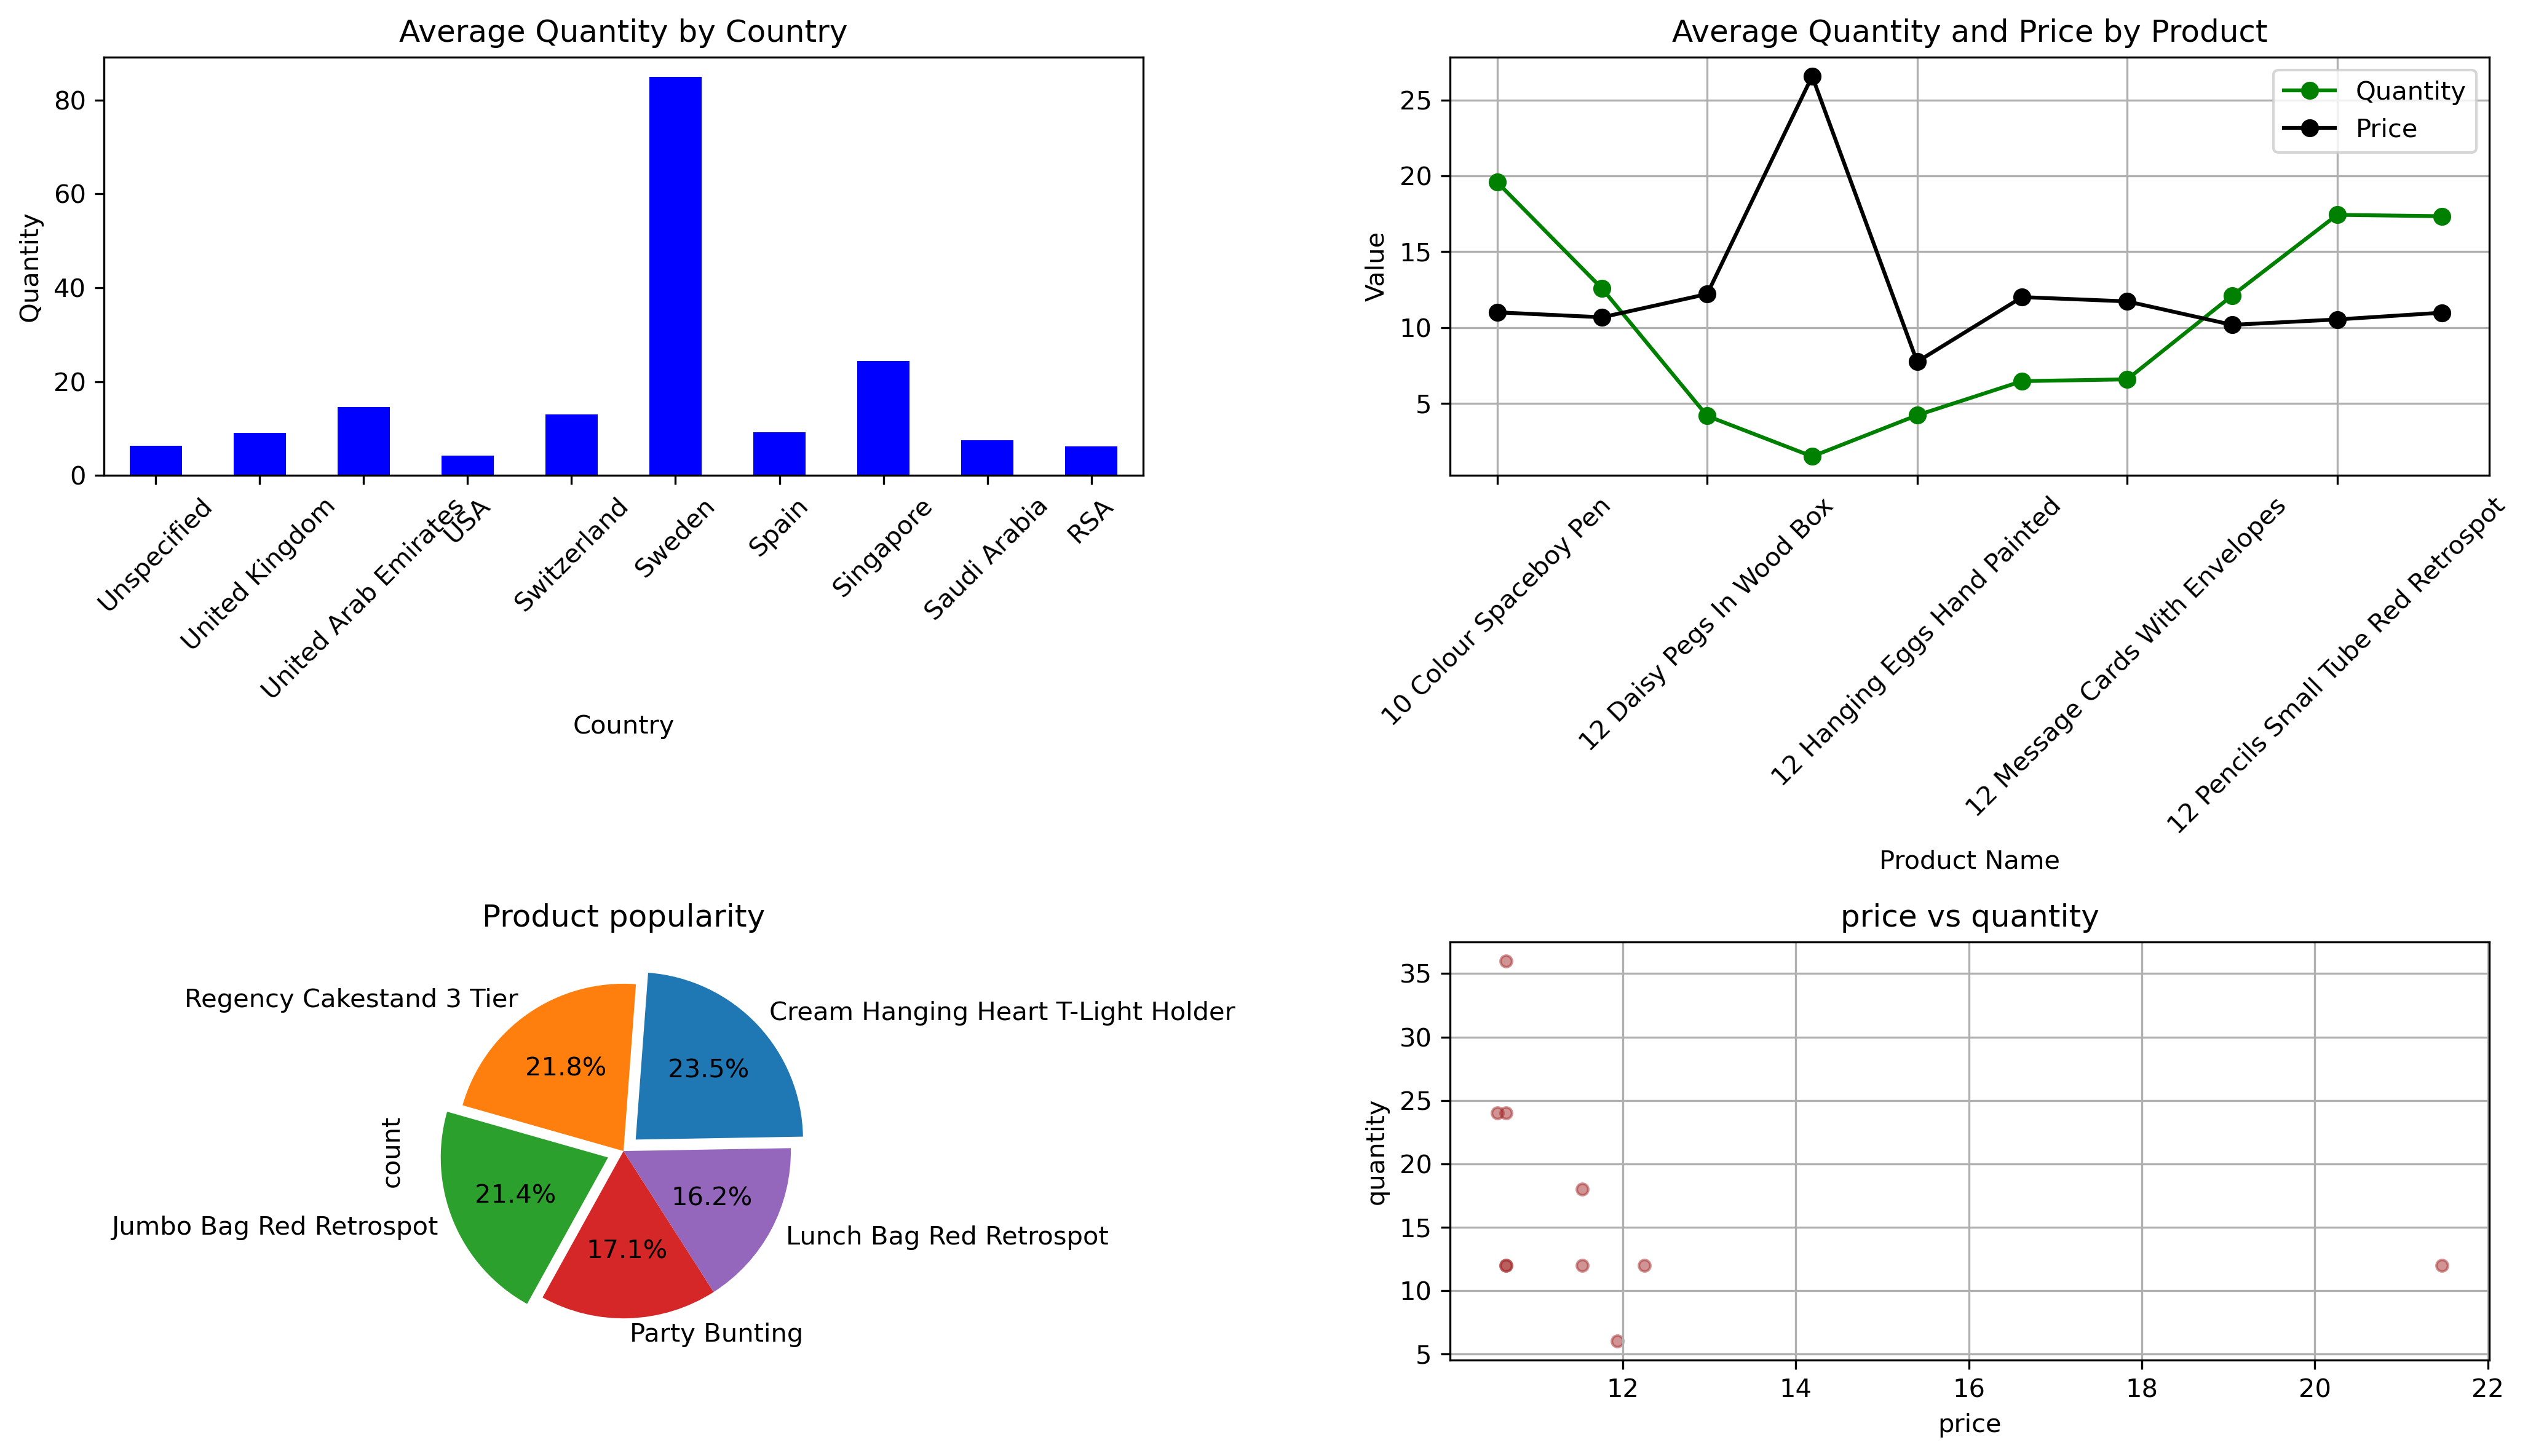 Average Quantity by Country
Quantity
80
60
40
20
0
Unspecified
United Kingdom
United Arab Emirates
USA
Switzerland
Sweden
Spain
Singapore
Saudi Arabia
RSA
Country
Average Quantity and Price by Product
Value
25
20
15
10
5
Quantity
Price
10 Colour Spaceboy Pen
12 Daisy Pegs In Wood Box
12 Hanging Eggs Hand Painted
12 Message Cards With Envelopes
12 Pencils Small Tube Red Retrospot
Product Name
Product popularity
count
Regency Cakestand 3 Tier
Cream Hanging Heart T-Light Holder
21.8%
23.5%
21.4%
16.2%
17.1%
Jumbo Bag Red Retrospot
Lunch Bag Red Retrospot
Party Bunting
price vs quantity
quantity
35
30
25
20
15
10
5
12
14
16
18
20
22
price